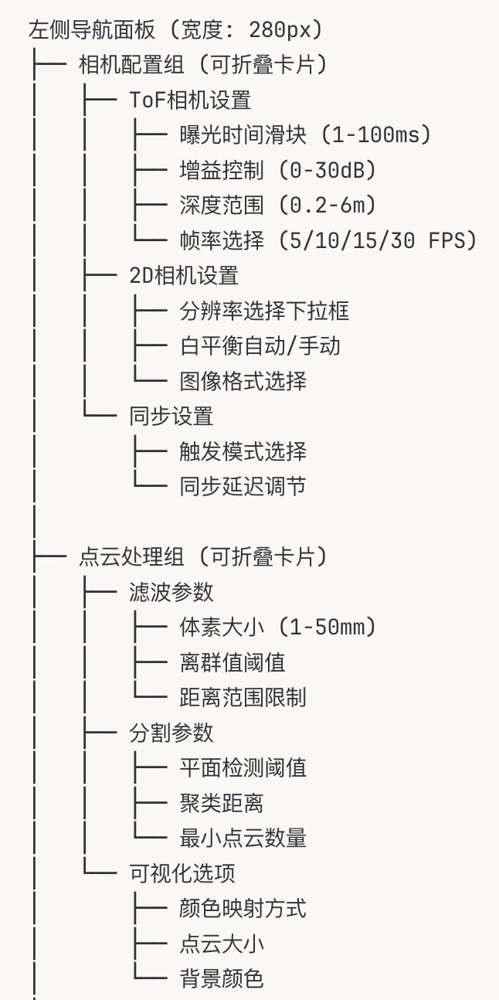 左侧导航面板 (宽度: 280px)
├── 相机配置组 (可折叠卡片)
│   ├── ToF相机设置
│   │   ├── 曝光时间滑块 (1-100ms)
│   │   ├── 增益控制 (0-30dB)
│   │   ├── 深度范围 (0.2-6m)
│   │   └── 帧率选择 (5/10/15/30 FPS)
│   ├── 2D相机设置
│   │   ├── 分辨率选择下拉框
│   │   ├── 白平衡自动/手动
│   │   └── 图像格式选择
│   └── 同步设置
│       ├── 触发模式选择
│       └── 同步延迟调节
│
├── 点云处理组 (可折叠卡片)
│   ├── 滤波参数
│   │   ├── 体素大小 (1-50mm)
│   │   ├── 离群值阈值
│   │   └── 距离范围限制
│   ├── 分割参数
│   │   ├── 平面检测阈值
│   │   ├── 聚类距离
│   │   └── 最小点云数量
│   └── 可视化选项
│       ├── 颜色映射方式
│       ├── 点云大小
│       └── 背景颜色